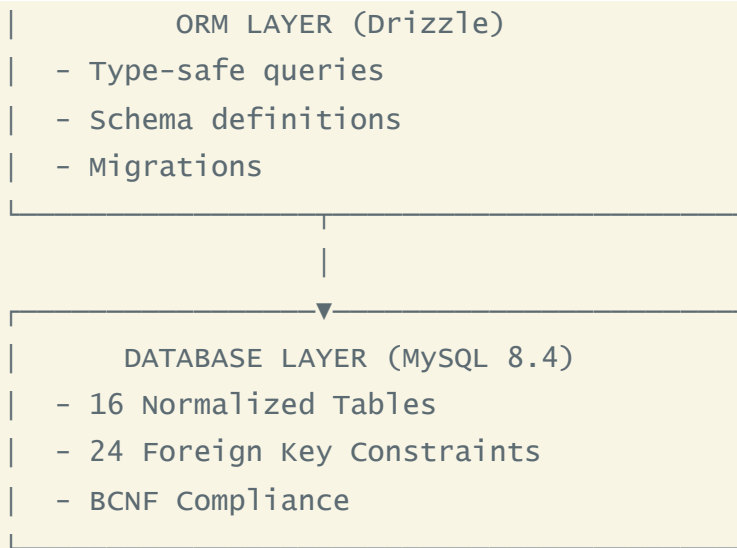 ORM LAYER (Drizzle)
- Type-safe queries
- Schema definitions
- Migrations
DATABASE LAYER (MySQL 8.4)
- 16 Normalized Tables
- 24 Foreign Key Constraints
- BCNF Compliance